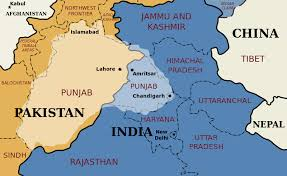 Kabul
AFGHANISTAN
NORTHWEST
FRONTIER
Islamabad
JAMMU AND
KASHMIR
CHINA
TIBET
Lahore
Amritsar
HIMACHAL
PRADESH
BALOCHISTAN
PUNJAB
PUNJAB
Chandigarh
UTTARANCHAL
PAKISTAN
HARYANA
NEPAL
INDIA
New
Delhi
UTTAR
PRADESH
SINDH
RAJASTHAN